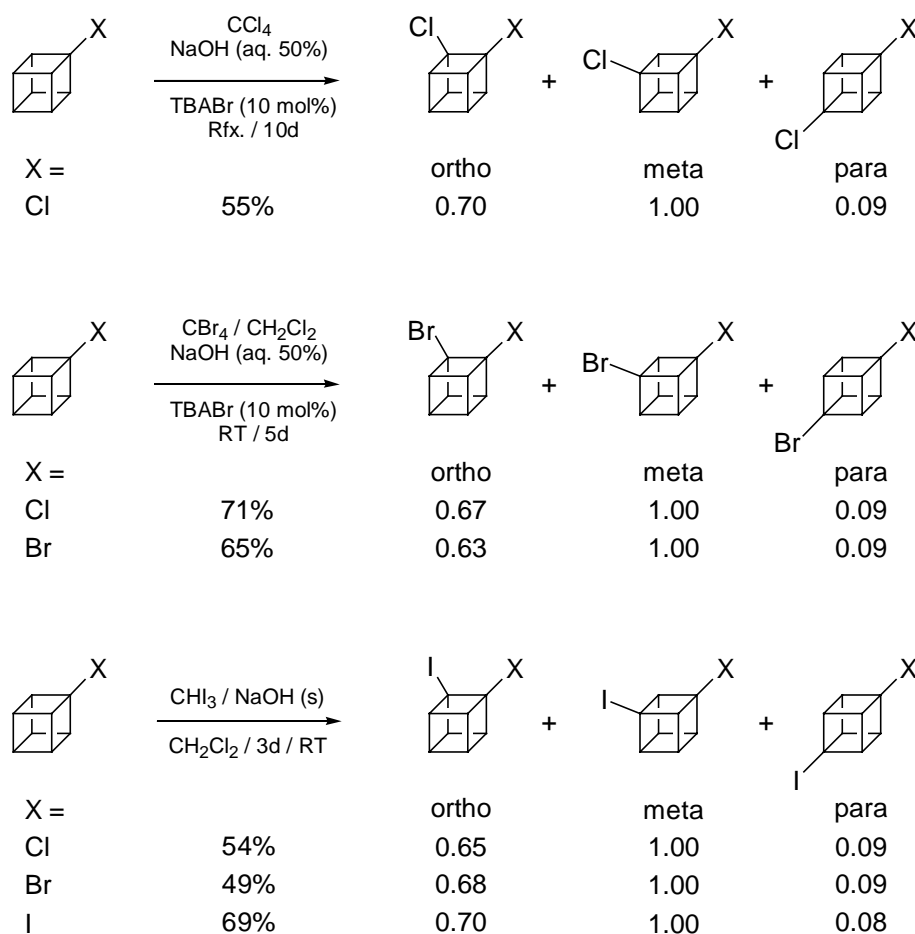 X
CCl4
NaOH (aq. 50%)
TBABr (10 mol%)
Rfx. / 10d
Cl X + Cl X + X Cl
X = ortho meta para
Cl 55% 0.70 1.00 0.09
X
CBr4 / CH2Cl2
NaOH (aq. 50%)
TBABr (10 mol%)
RT / 5d
Br X + Br X + X Br
X = ortho meta para
Cl 71% 0.67 1.00 0.09
Br 65% 0.63 1.00 0.09
X
CHI3 / NaOH (s)
CH2Cl2 / 3d / RT
I X + I X + X I
X = ortho meta para
Cl 54% 0.65 1.00 0.09
Br 49% 0.68 1.00 0.09
I 69% 0.70 1.00 0.08